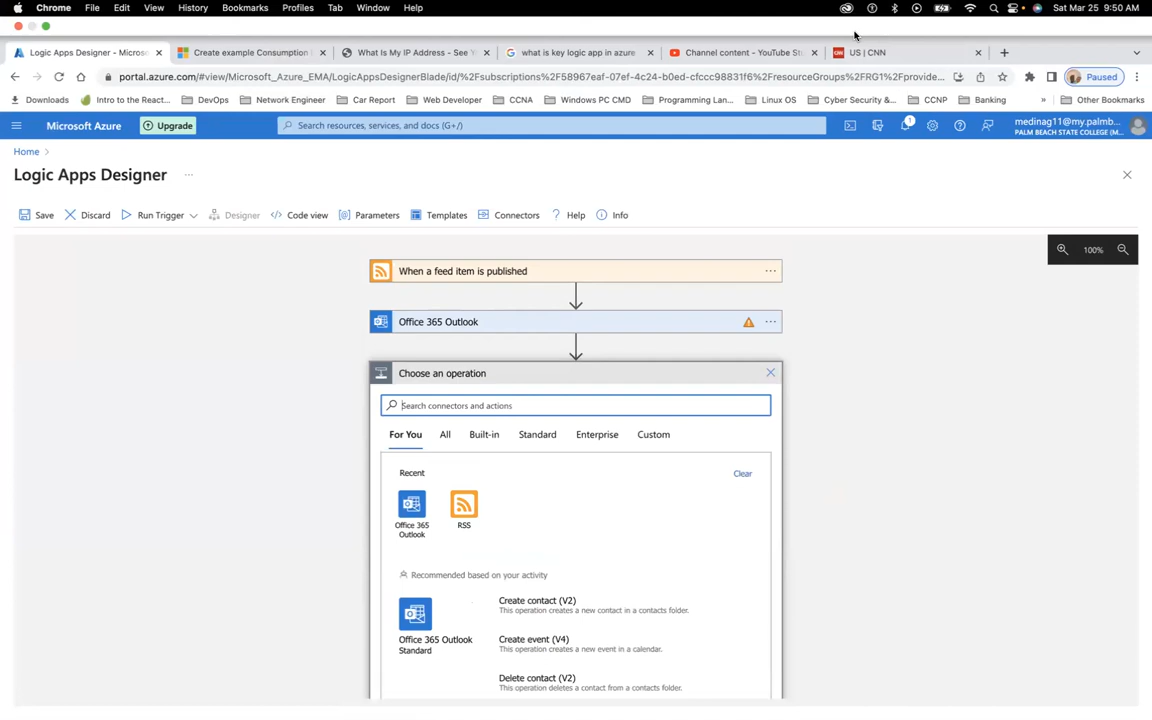 Chrome File Edit View History Bookmarks Profiles Tab Window Help Sat Mar 25 9:50 AM
Logic Apps Designer - Micros Create example Consumption What Is My IP Address - See Y what is key logic app in azure Channel content - YouTube St US | CNN
portal.azure.com/#view/Microsoft_Azure_EMA/LogicAppsDesignerBlade/id/%2Fsubscriptions%2F58967eaf-07ef-4c24-b0ed-cfccc98831f6%2FresourceGroups%2FRG1%2Fprovide... Paused
Downloads Intro to the React... DevOps Network Engineer Car Report Web Developer CCNA Windows PC CMD Programming Lan... Linux OS Cyber Security &... CCNP Banking » Other Bookmarks
Microsoft Azure Upgrade Search resources, services, and docs (G+/) 1 medinag11@my.palmb...
PALM BEACH STATE COLLEGE (M...
Home
Logic Apps Designer ...
Save Discard Run Trigger Designer Code view Parameters Templates Connectors Help Info
100%
When a feed item is published
Office 365 Outlook
Choose an operation
Search connectors and actions
For You All Built-in Standard Enterprise Custom
Recent Clear
Office 365 Outlook
RSS
Recommended based on your activity
Office 365 Outlook
Standard
Create contact (V2)
This operation creates a new contact in a contacts folder.
Create event (V4)
This operation creates a new event in a calendar.
Delete contact (V2)
This operation deletes a contact from a contacts folder.